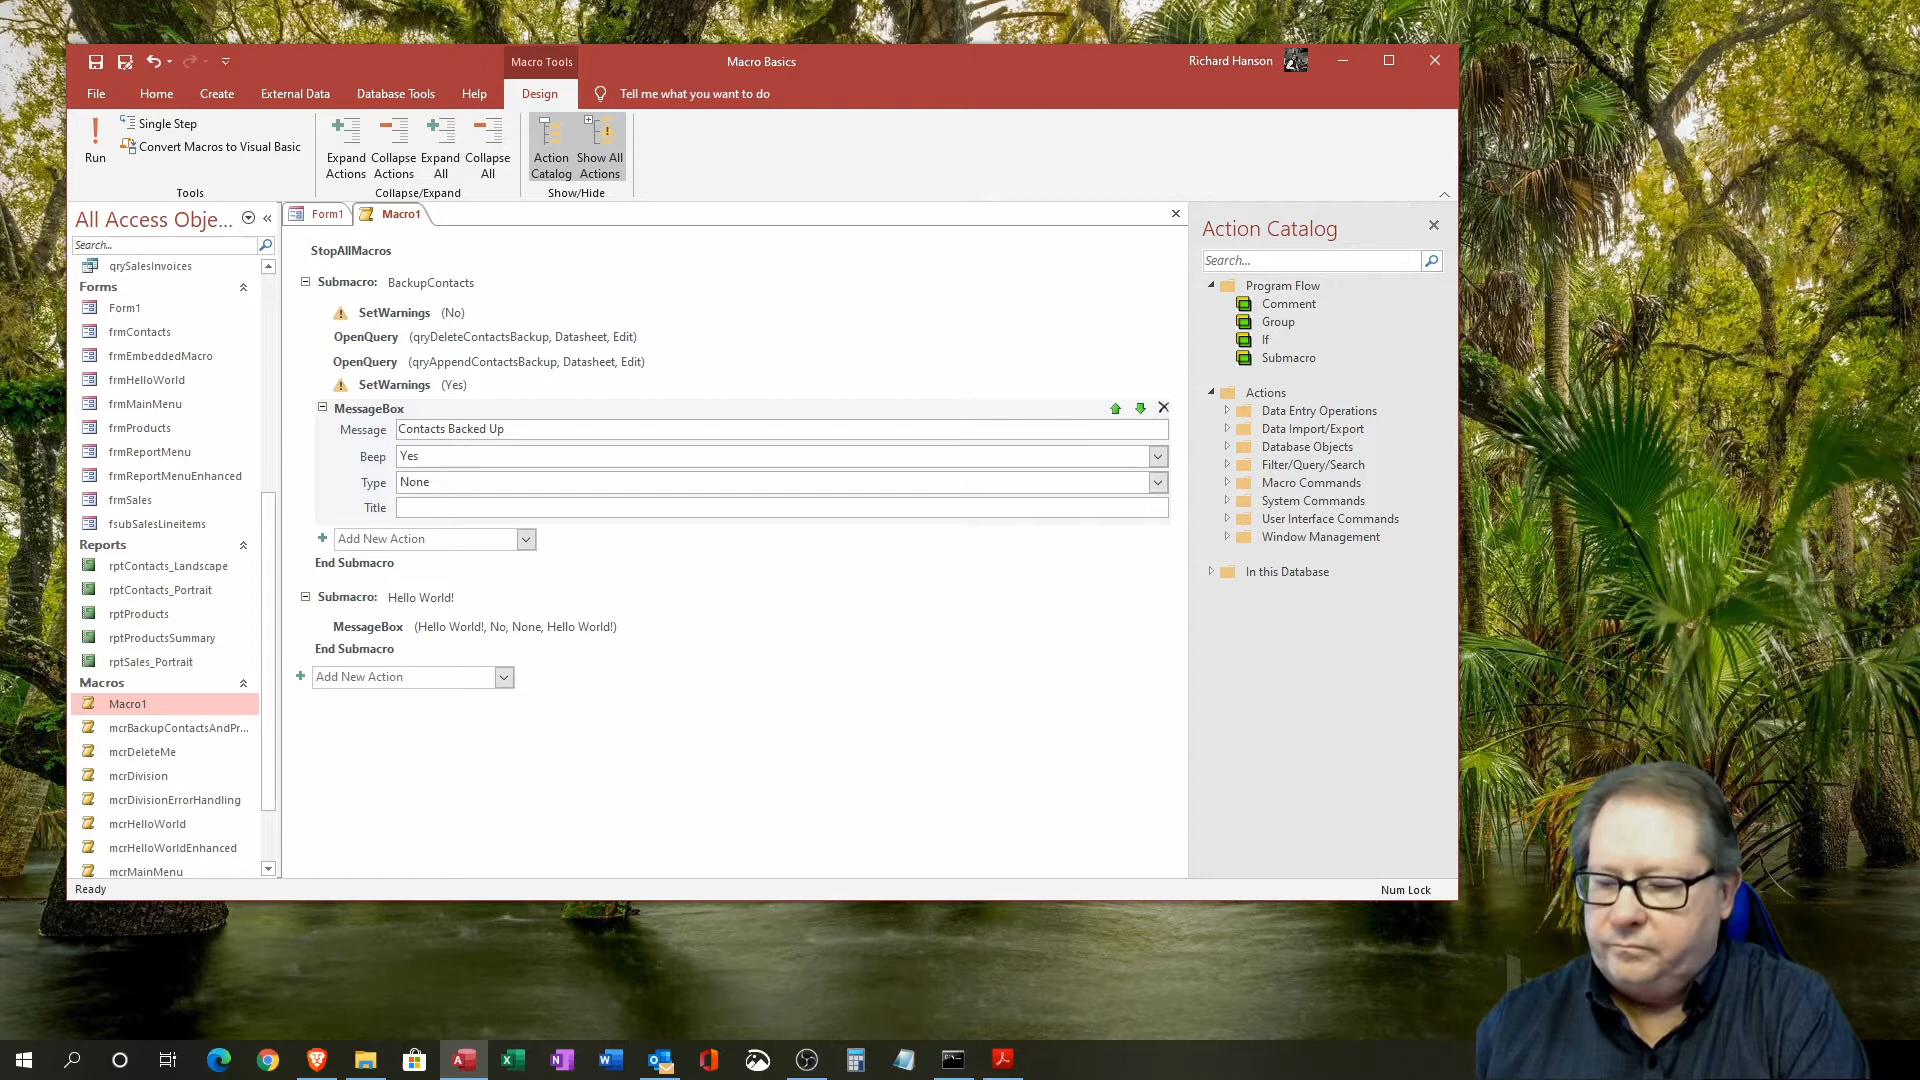 Macro Tools
Macro Basics
Richard Hanson
File
Home
Create
External Data
Database Tools
Help
Design
Tell me what you want to do
Run
Single Step
Convert Macros to Visual Basic
Tools
Expand Actions
Collapse Actions
Expand All
Collapse All
Collapse/Expand
Action Catalog
Show All Actions
Show/Hide
All Access Obje...
Search...
qrySalesInvoices
Forms
Form1
frmContacts
frmEmbeddedMacro
frmHelloWorld
frmMainMenu
frmProducts
frmReportMenu
frmReportMenuEnhanced
frmSales
fsubSalesLineitems
Reports
rptContacts_Landscape
rptContacts_Portrait
rptProducts
rptProductsSummary
rptSales_Portrait
Macros
Macro1
mcrBackupContactsAndPr...
mcrDeleteMe
mcrDivision
mcrDivisionErrorHandling
mcrHelloWorld
mcrHelloWorldEnhanced
mcrMainMenu
Form1
Macro1
StopAllMacros
Submacro: BackupContacts
SetWarnings (No)
OpenQuery (qryDeleteContactsBackup, Datasheet, Edit)
OpenQuery (qryAppendContactsBackup, Datasheet, Edit)
SetWarnings (Yes)
MessageBox
Message Contacts Backed Up
Beep Yes
Type None
Title
Add New Action
End Submacro
Submacro: Hello World!
MessageBox (Hello World!, No, None, Hello World!)
End Submacro
Add New Action
Action Catalog
Search...
Program Flow
Comment
Group
If
Submacro
Actions
Data Entry Operations
Data Import/Export
Database Objects
Filter/Query/Search
Macro Commands
System Commands
User Interface Commands
Window Management
In this Database
Ready
Num Lock